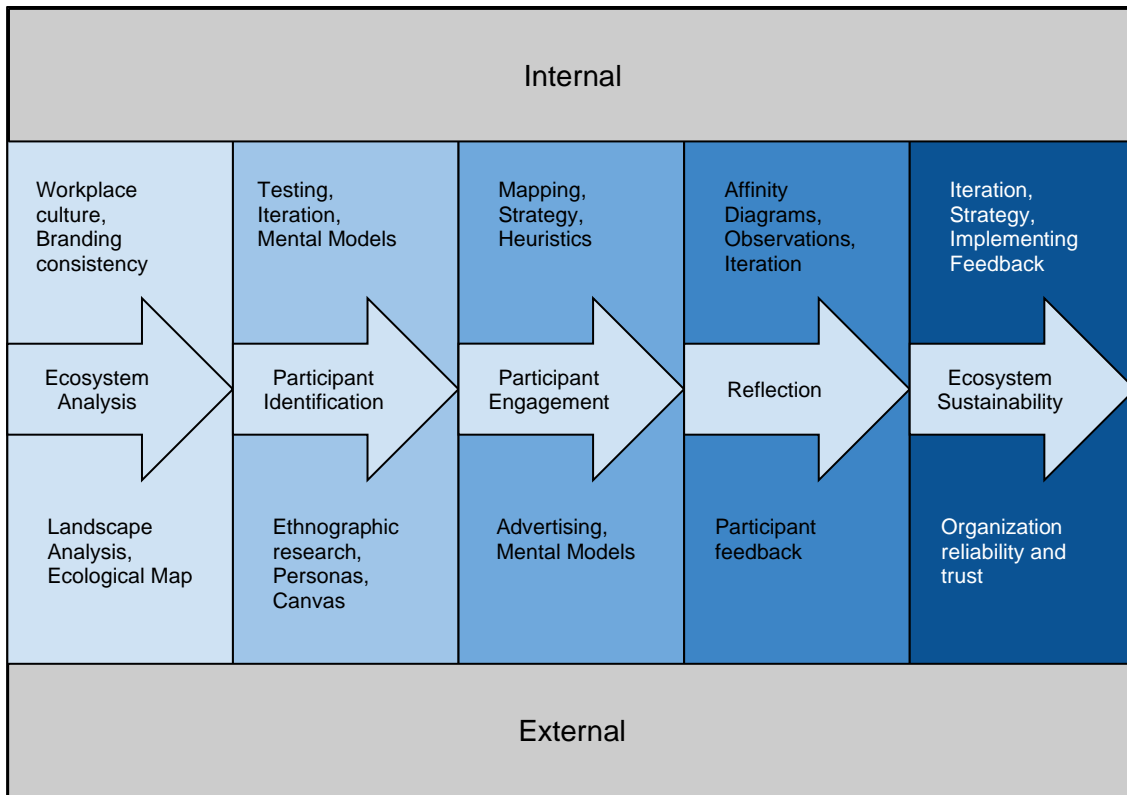 Internal
Workplace
culture,
Branding
consistency
Testing,
Iteration,
Mental Models
Mapping,
Strategy,
Heuristics
Affinity
Diagrams,
Observations,
Iteration
Iteration,
Strategy,
Implementing
Feedback
Ecosystem
Analysis
Participant
Identification
Participant
Engagement
Reflection
Ecosystem
Sustainability
Landscape
Analysis,
Ecological Map
Ethnographic
research,
Personas,
Canvas
Advertising,
Mental Models
Participant
feedback
Organization
reliability and
trust
External